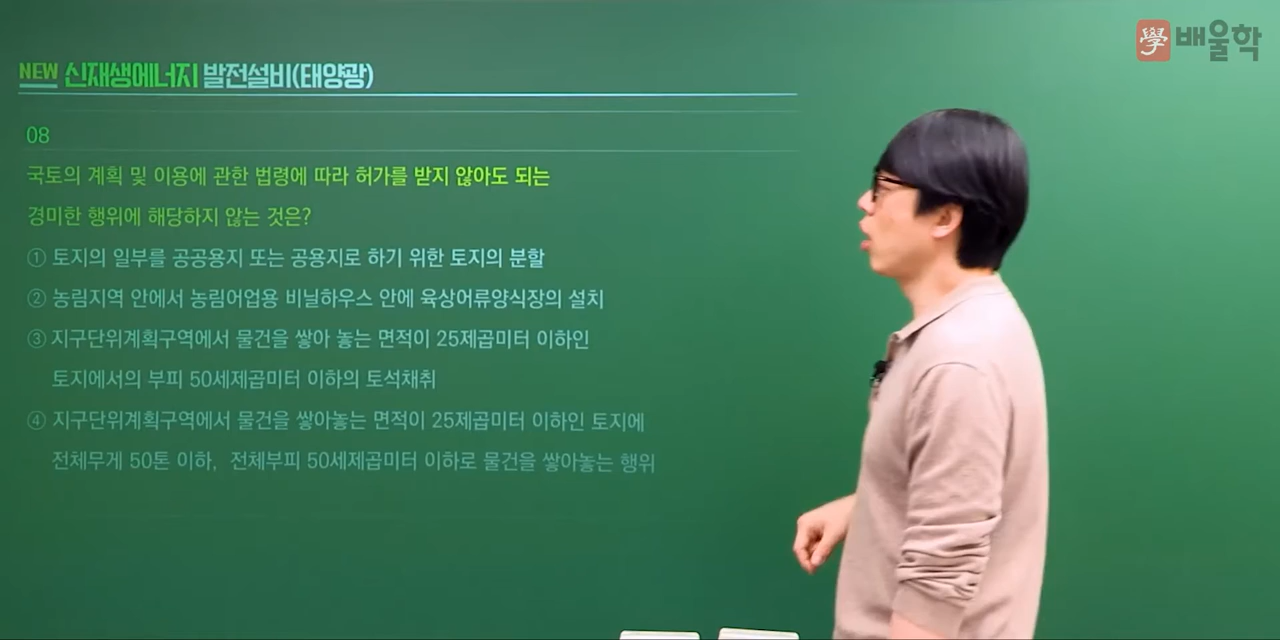 學 배울학
NEW 신재생에너지 발전설비(태양광)
08
국토의 계획 및 이용에 관한 법령에 따라 허가를 받지 않아도 되는
경미한 행위에 해당하지 않는 것은?
① 토지의 일부를 공공용지 또는 공용지로 하기 위한 토지의 분할
② 농림지역 안에서 농림어업용 비닐하우스 안에 육상어류양식장의 설치
③ 지구단위계획구역에서 물건을 쌓아 놓는 면적이 25제곱미터 이하인
토지에서의 부피 50세제곱미터 이하의 토석채취
④ 지구단위계획구역에서 물건을 쌓아놓는 면적이 25제곱미터 이하인 토지에
전체무게 50톤 이하, 전체부피 50세제곱미터 이하로 물건을 쌓아놓는 행위